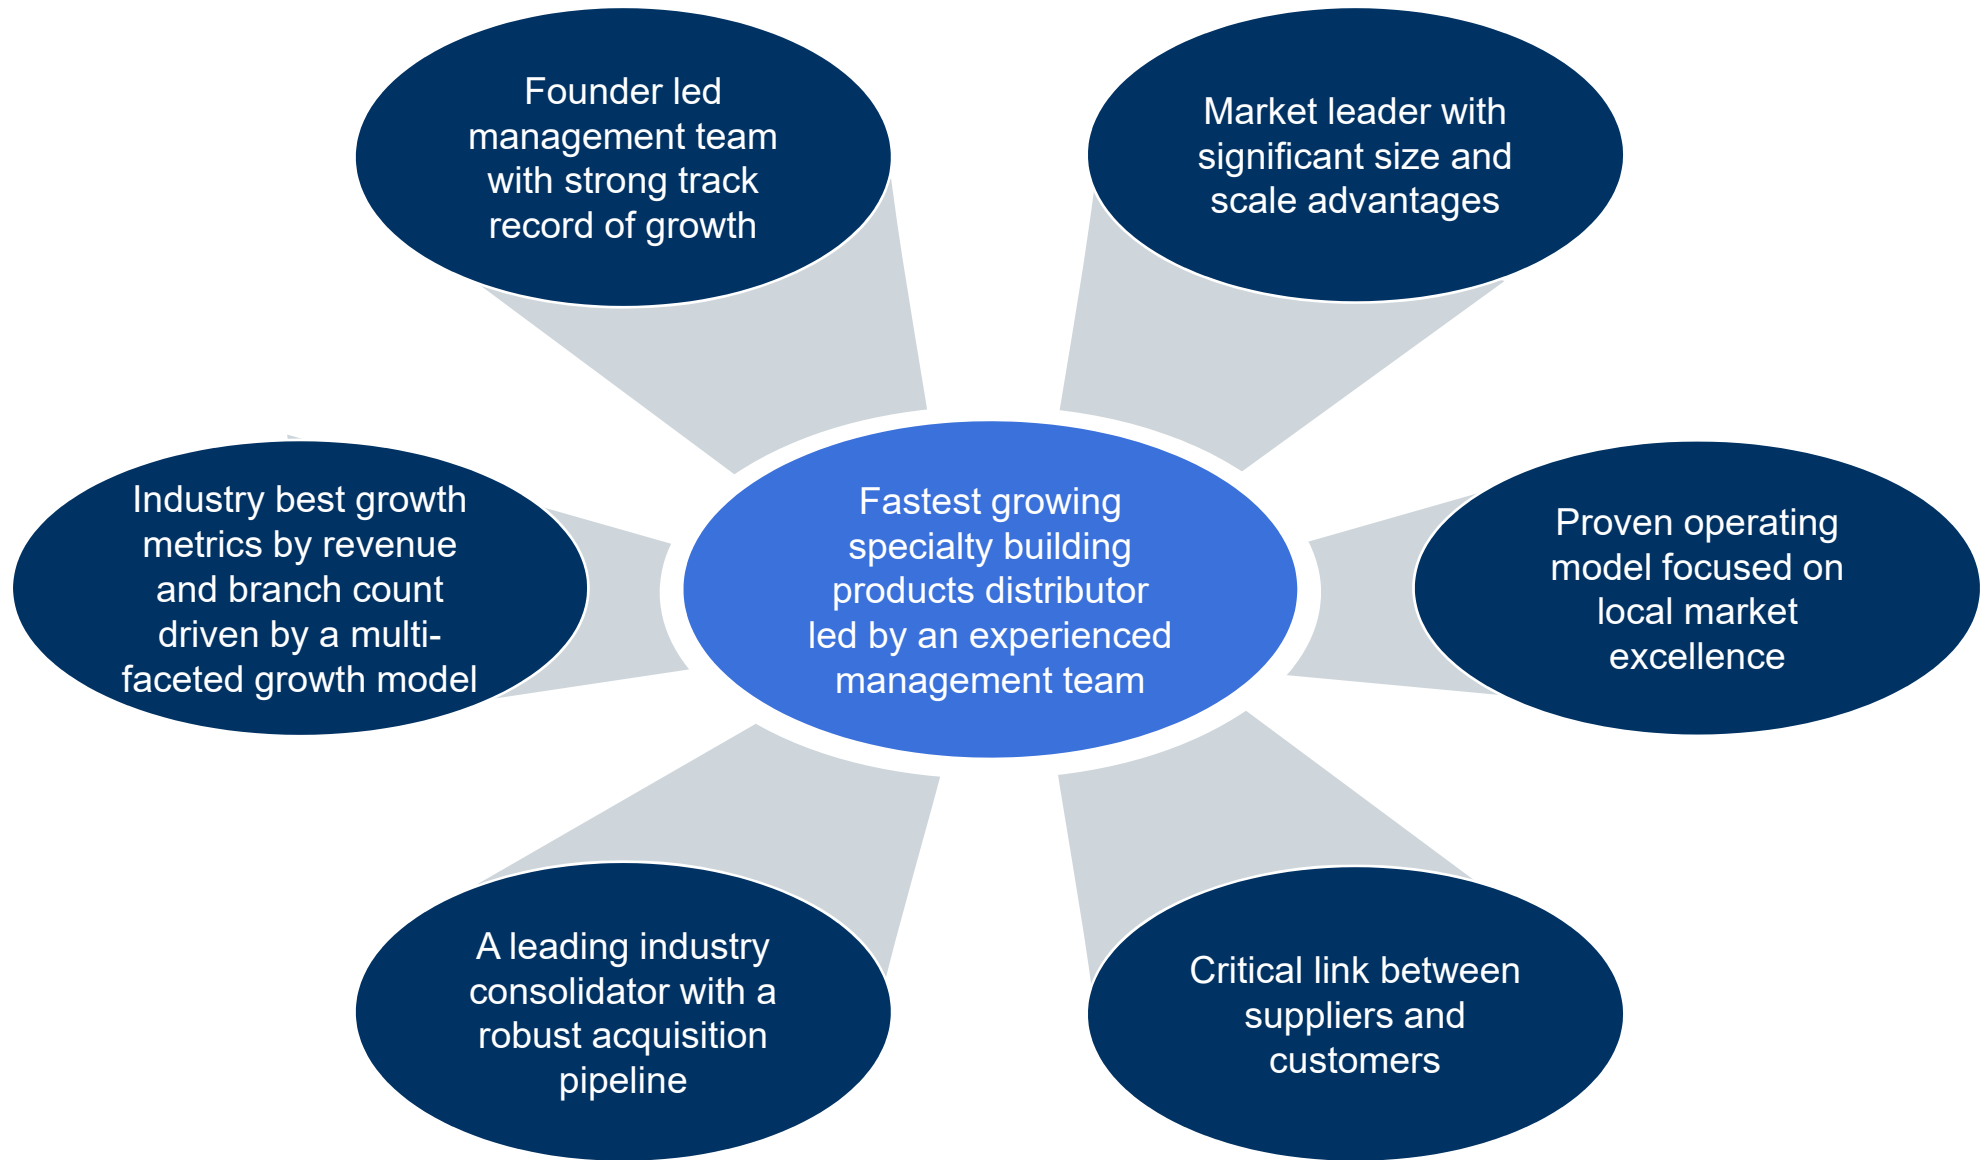 Founder led
management team
with strong track
record of growth
Market leader with
significant size and
scale advantages
Industry best growth
metrics by revenue
and branch count
driven by a multi-
faceted growth model
Fastest growing
specialty building
products distributor
led by an experienced
management team
Proven operating
model focused on
local market
excellence
A leading industry
consolidator with a
robust acquisition
pipeline
Critical link between
suppliers and
customers